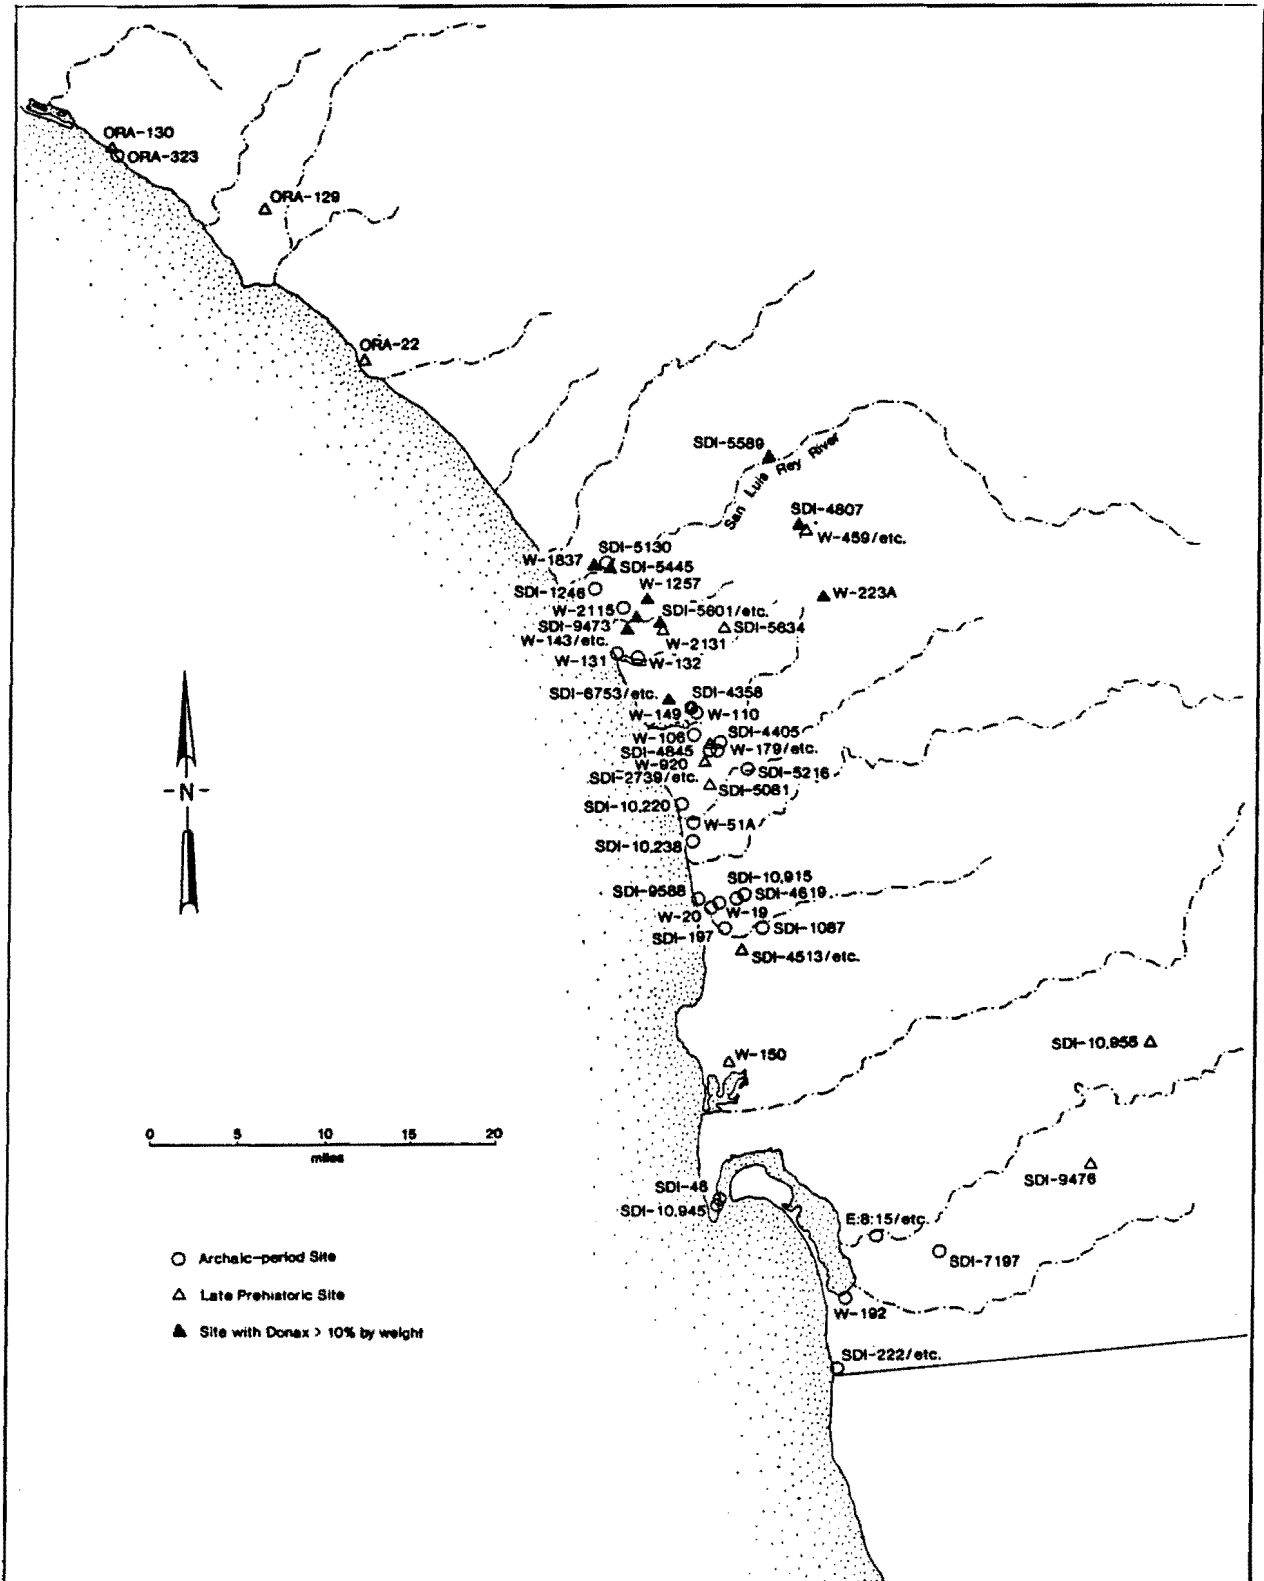 ORA-130
ORA-323
ORA-129
ORA-22
SDI-5589
San Luis Rey River
SDI-4807
W-459/etc.
SDI-5130
W-1837
SDI-5445
W-1257
SDI-1246
W-223A
W-2115
SDI-5601/etc.
SDI-9473
SDI-5634
W-143/etc.
W-2131
W-131
W-132
SDI-6753/etc.
SDI-4358
W-149
W-110
W-106
SDI-4405
SDI-4845
W-179/etc.
W-920
SDI-2739/etc.
SDI-5216
SDI-5081
SDI-10,220
W-51A
SDI-10,238
SDI-10,915
SDI-9588
SDI-4619
W-20
W-19
SDI-197
SDI-1087
SDI-4513/etc.
-N-
W-150
SDI-10,955
0 5 10 15 20
miles
SDI-9476
SDI-48
SDI-10,945
E:8:15/etc.
SDI-7197
W-192
SDI-222/etc.
Archaic-period Site
Late Prehistoric Site
Site with Donax > 10% by weight